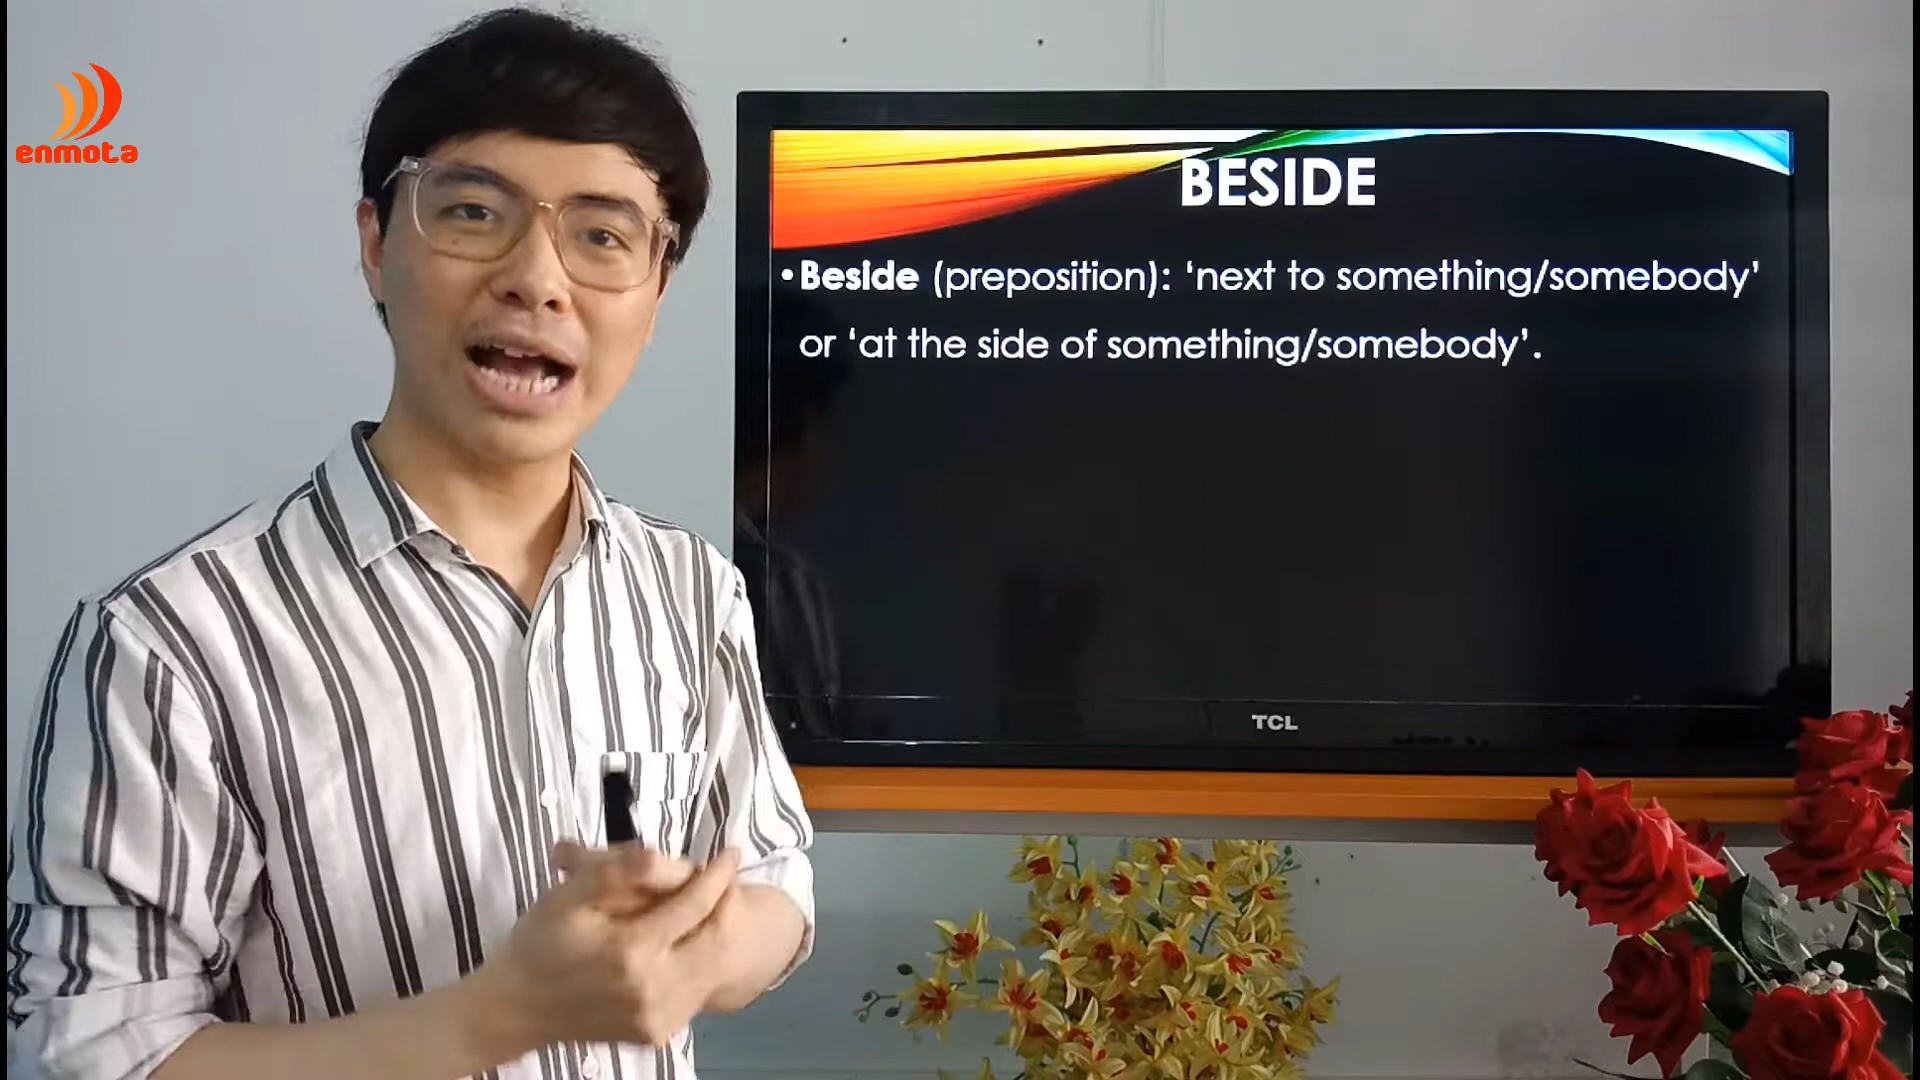 enmota
BESIDE
• Beside (preposition): ‘next to something/somebody’
or ‘at the side of something/somebody’.
TCL